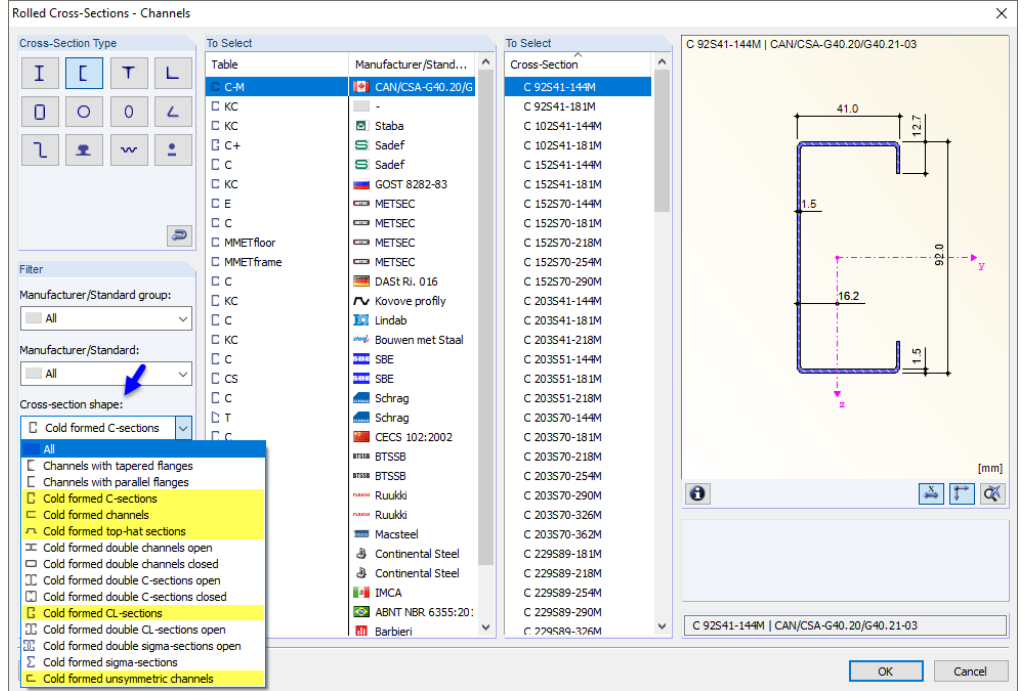 Rolled Cross-Sections - Channels
Cross-Section Type
Filter
Manufacturer/Standard group:
All
Manufacturer/Standard:
All
Cross-section shape:
Cold formed C-sections
All
Channels with tapered flanges
Channels with parallel flanges
Cold formed C-sections
Cold formed channels
Cold formed top-hat sections
Cold formed double channels open
Cold formed double channels closed
Cold formed double C-sections open
Cold formed double C-sections closed
Cold formed CL-sections
Cold formed double CL-sections open
Cold formed double sigma-sections open
Cold formed sigma-sections
Cold formed unsymmetric channels
To Select
Table Manufacturer/Stand...
C-M CAN/CSA-G40.20/G
KC -
KC Staba
C+ Sadef
C Sadef
KC GOST 8282-83
E METSEC
C METSEC
MMETfloor METSEC
MMETframe METSEC
C DASt Ri. 016
KC Kovove profily
C Lindab
KC Bouwen met Staal
C SBE
CS SBE
C Schrag
T Schrag
C CECS 102:2002
BTSSB
BTSSB
Ruukki
Ruukki
Macsteel
Continental Steel
Continental Steel
IMCA
ABNT NBR 6355:201
Barbieri
To Select
Cross-Section
C 92S41-144M
C 92S41-181M
C 102S41-144M
C 102S41-181M
C 152S41-144M
C 152S41-181M
C 152S70-144M
C 152S70-181M
C 152S70-218M
C 152S70-254M
C 152S70-290M
C 203S41-144M
C 203S41-181M
C 203S41-218M
C 203S51-144M
C 203S51-181M
C 203S51-218M
C 203S70-144M
C 203S70-181M
C 203S70-218M
C 203S70-254M
C 203S70-290M
C 203S70-326M
C 203S70-362M
C 229S89-181M
C 229S89-218M
C 229S89-254M
C 229S89-290M
C 229S89-326M
C 92S41-144M | CAN/CSA-G40.20/G40.21-03
41.0
12.7
1.5
92.0
y
16.2
1.5
z
[mm]
C 92S41-144M | CAN/CSA-G40.20/G40.21-03
OK
Cancel